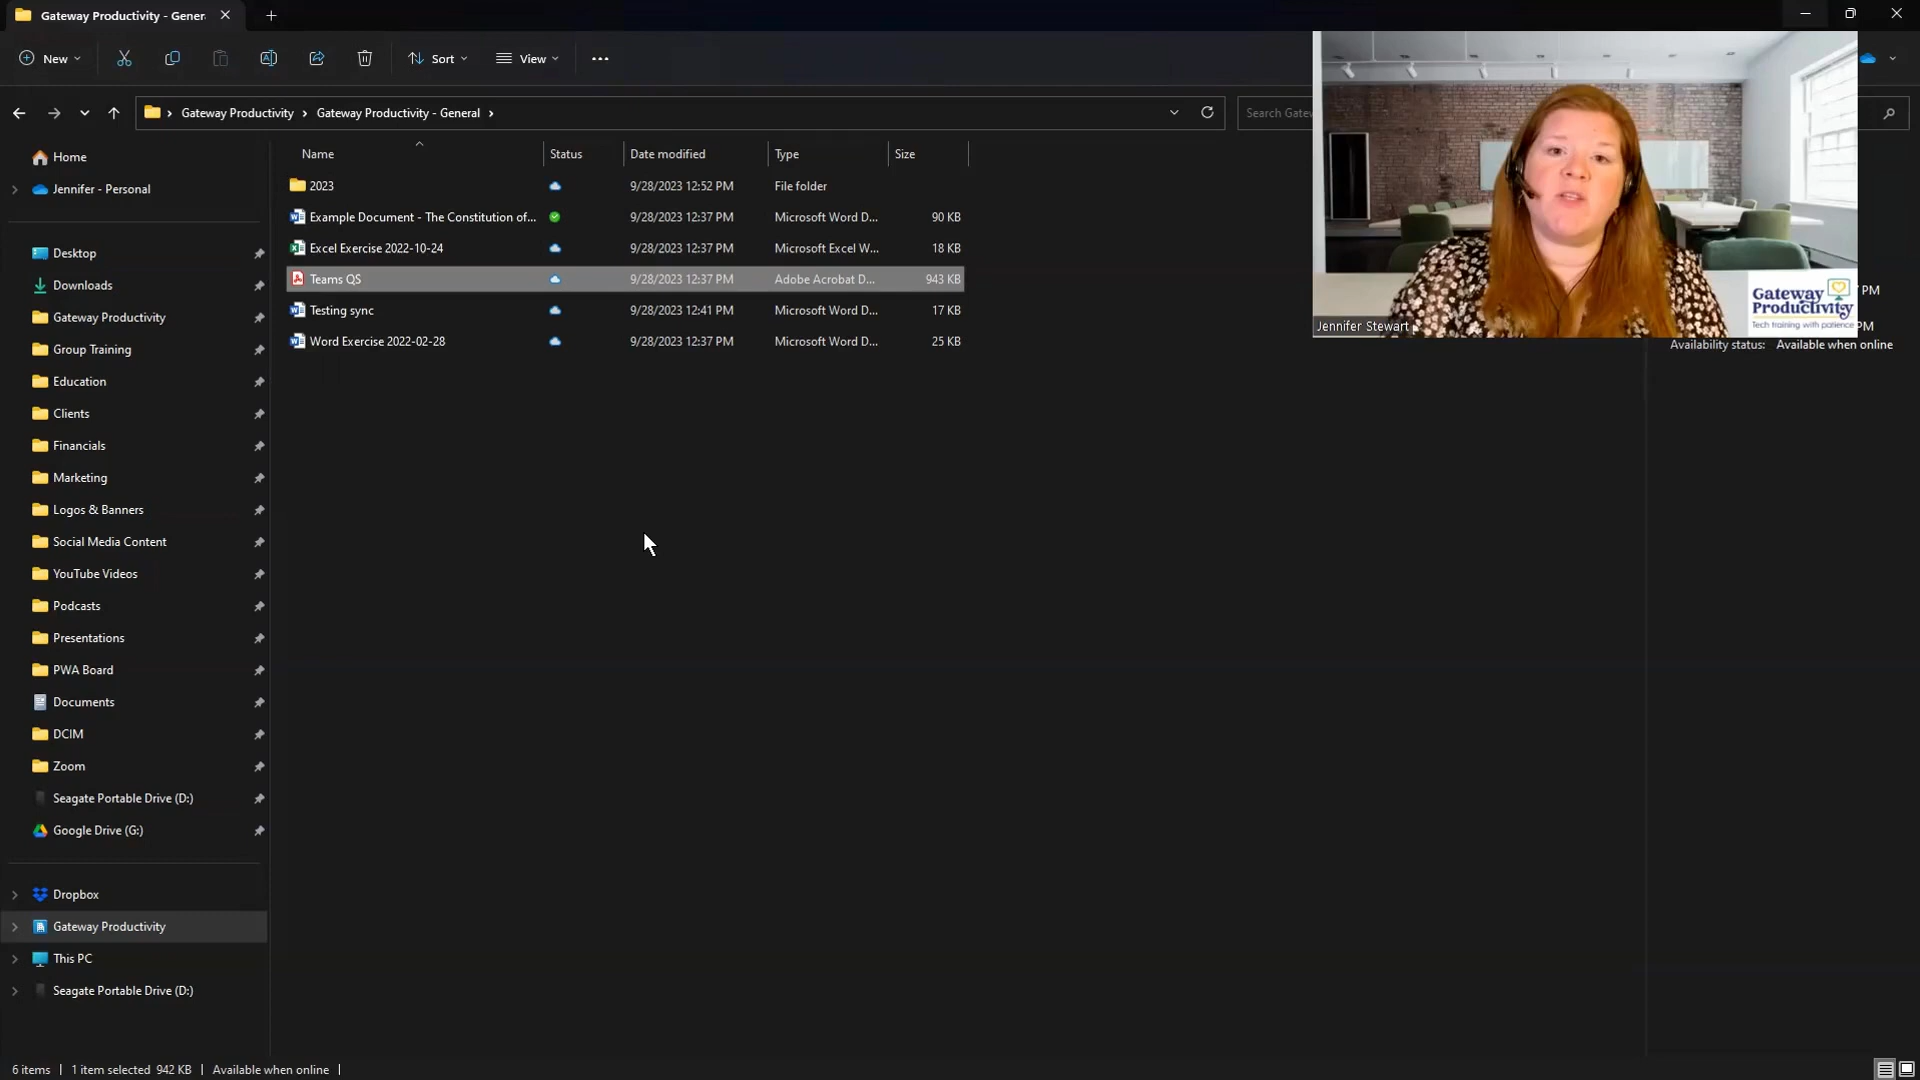 Gateway Productivity - Gener
New
Sort
View
Gateway Productivity
Gateway Productivity - General
Search Gatew
Name
Status
Date modified
Type
Size
2023
9/28/2023 12:52 PM
File folder
Example Document - The Constitution of...
9/28/2023 12:37 PM
Microsoft Word D...
90 KB
Excel Exercise 2022-10-24
9/28/2023 12:37 PM
Microsoft Excel W...
18 KB
Teams QS
9/28/2023 12:37 PM
Adobe Acrobat D...
943 KB
Testing sync
9/28/2023 12:41 PM
Microsoft Word D...
17 KB
Word Exercise 2022-02-28
9/28/2023 12:37 PM
Microsoft Word D...
25 KB
Home
Jennifer - Personal
Desktop
Downloads
Gateway Productivity
Group Training
Education
Clients
Financials
Marketing
Logos & Banners
Social Media Content
YouTube Videos
Podcasts
Presentations
PWA Board
Documents
DCIM
Zoom
Seagate Portable Drive (D:)
Google Drive (G:)
Dropbox
Gateway Productivity
This PC
Seagate Portable Drive (D:)
Jennifer Stewart
Gateway
Productivity
Tech training with patience
PM
PM
Availability status: Available when online
6 items
1 item selected 942 KB
Available when online